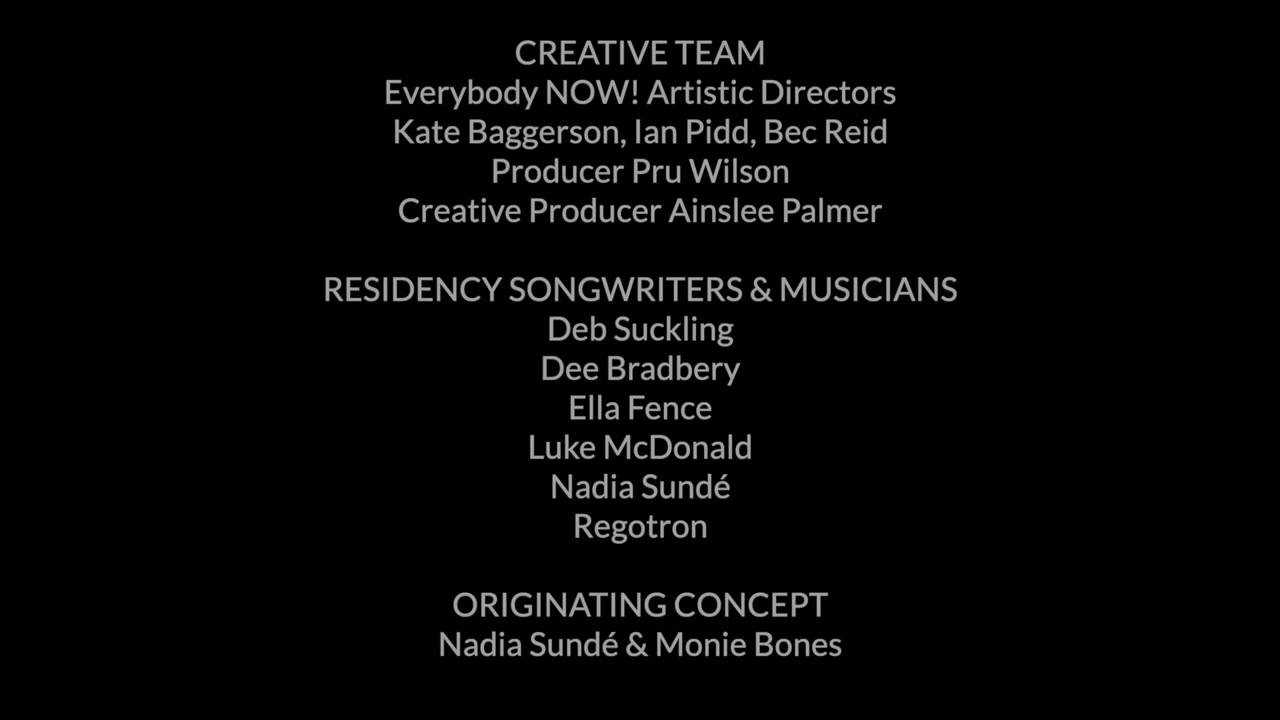 CREATIVE TEAM
Everybody NOW! Artistic Directors
Kate Baggerson, Ian Pidd, Bec Reid
Producer Pru Wilson
Creative Producer Ainslee Palmer
RESIDENCY SONGWRITERS & MUSICIANS
Deb Suckling
Dee Bradbery
Ella Fence
Luke McDonald
Nadia Sundé
Regotron
ORIGINATING CONCEPT
Nadia Sundé & Monie Bones